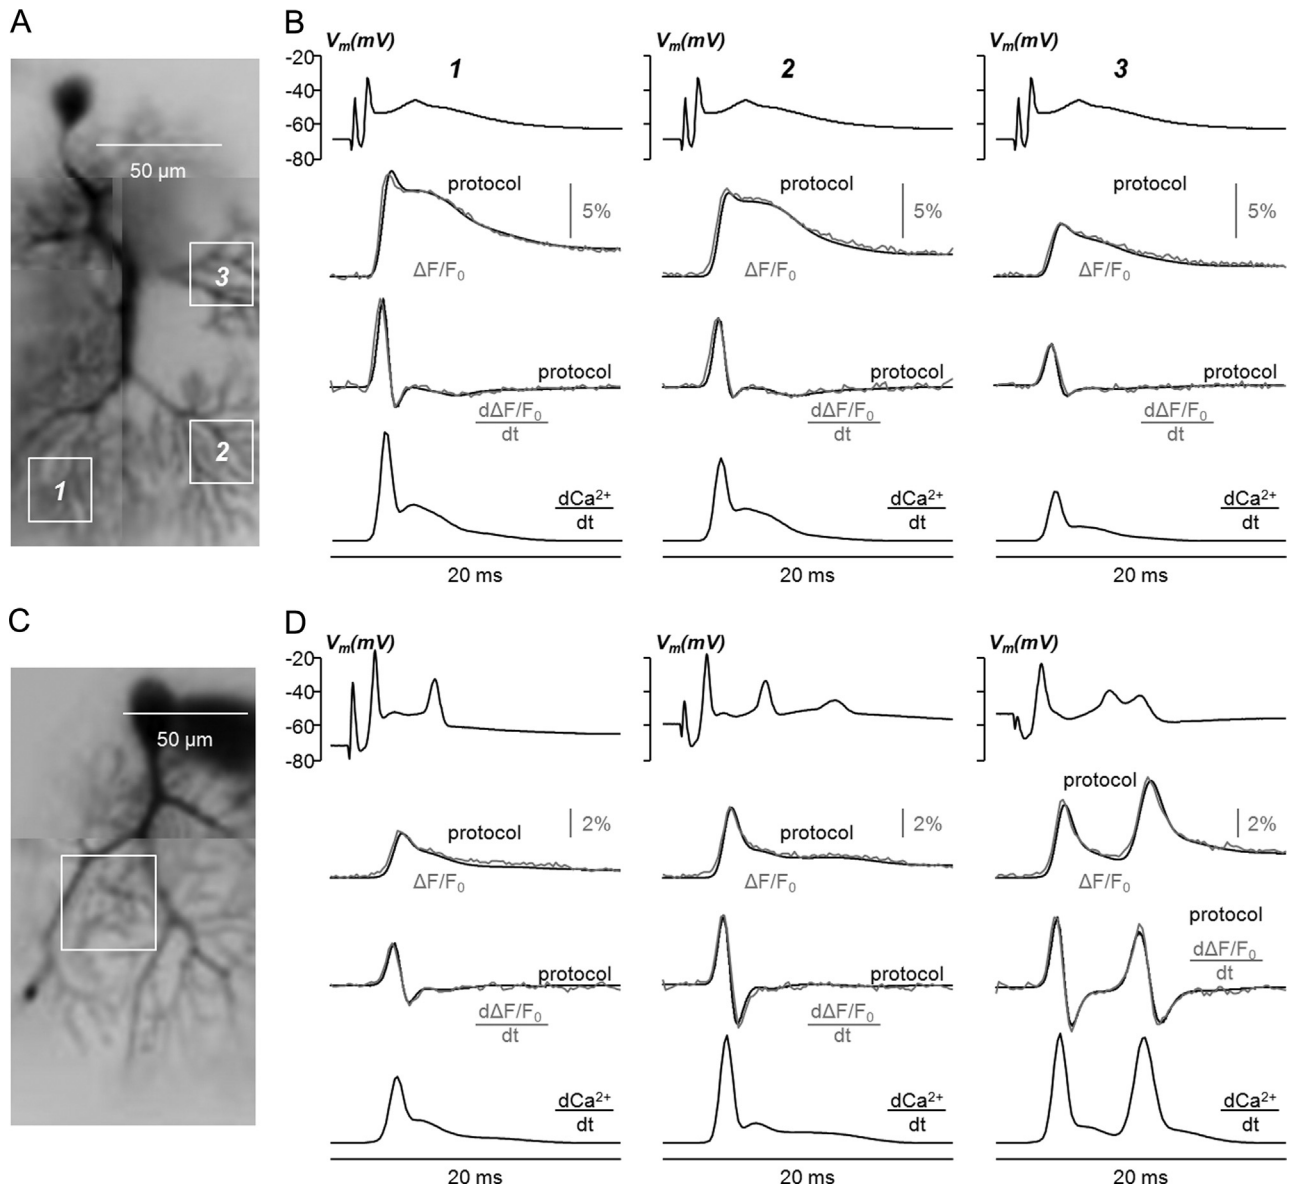 A
50 µm
3
2
1
B
Vm(mV)
Vm(mV)
Vm(mV)
1
2
3
-20
-40
-60
-80
protocol
5%
ΔF/F0
protocol
5%
ΔF/F0
protocol
5%
ΔF/F0
protocol
dΔF/F0
dt
protocol
dΔF/F0
dt
protocol
dΔF/F0
dt
dCa2+
dt
dCa2+
dt
dCa2+
dt
20 ms
20 ms
20 ms
C
50 µm
D
Vm(mV)
Vm(mV)
Vm(mV)
-20
-40
-60
-80
protocol
2%
ΔF/F0
protocol
2%
ΔF/F0
protocol
2%
ΔF/F0
protocol
dΔF/F0
dt
protocol
dΔF/F0
dt
protocol
dΔF/F0
dt
dCa2+
dt
dCa2+
dt
dCa2+
dt
20 ms
20 ms
20 ms